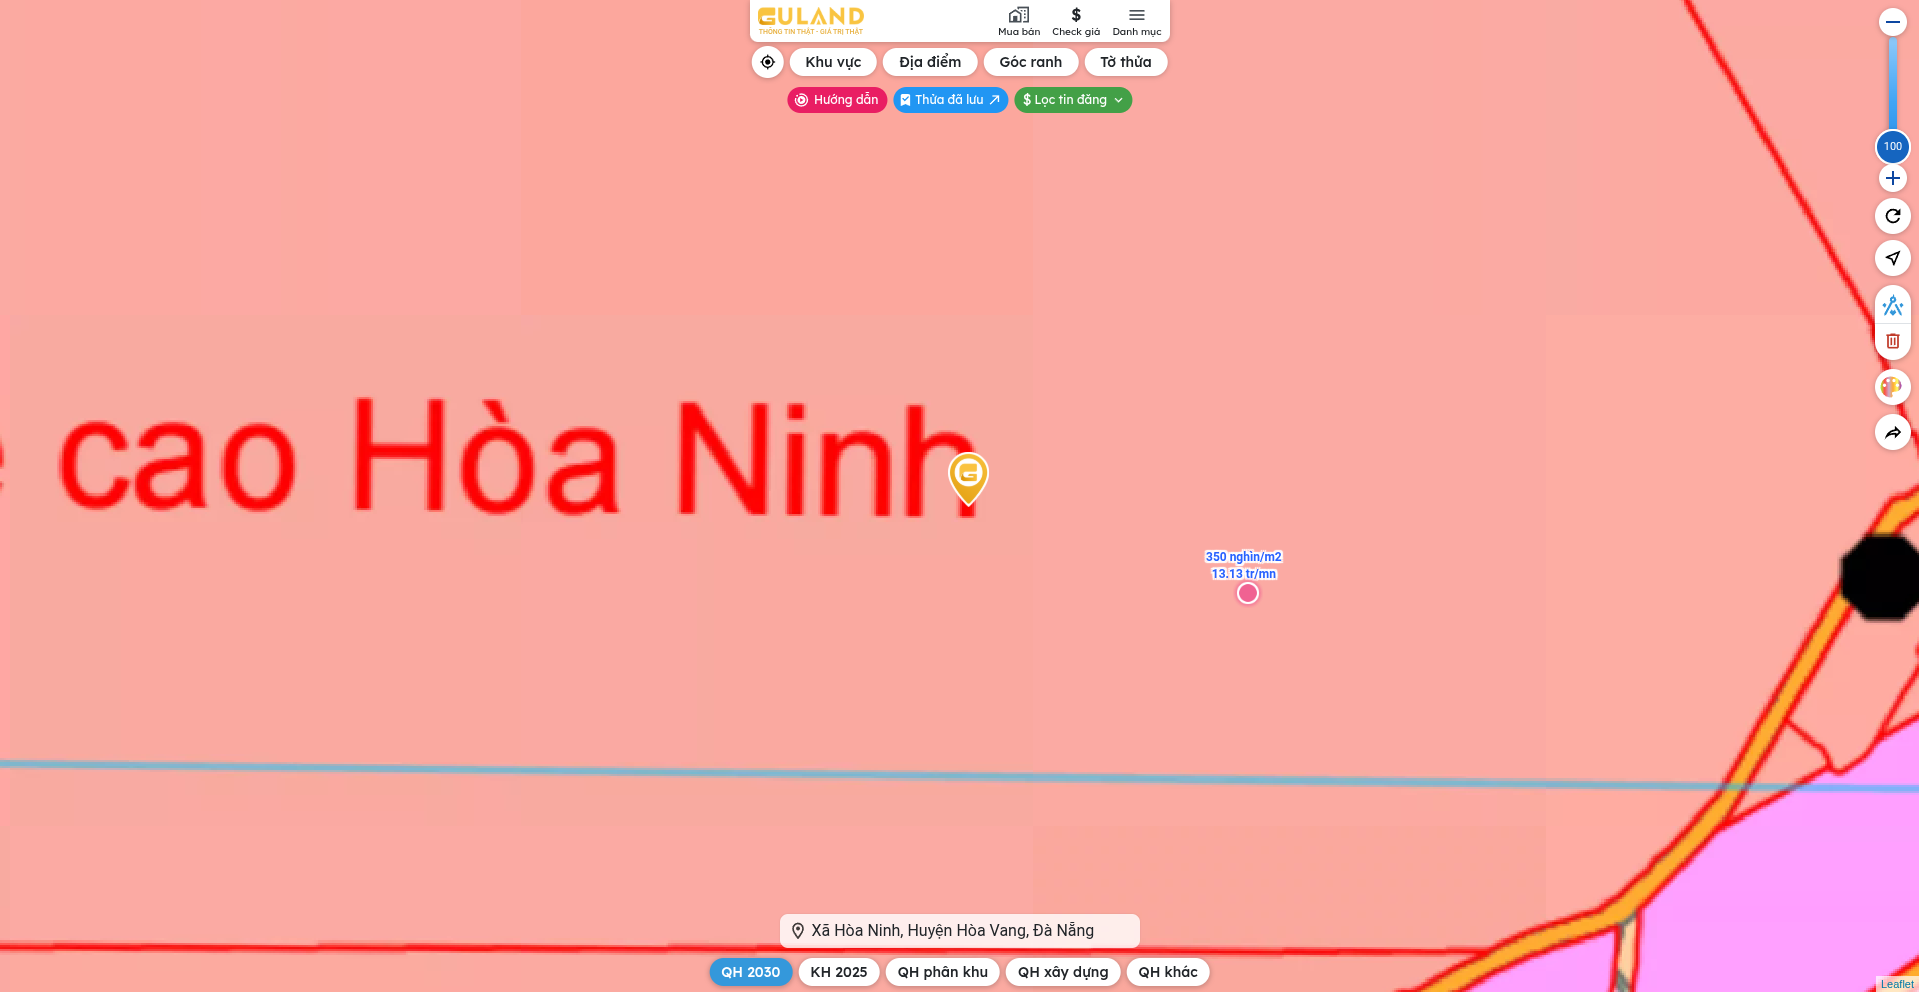 GULAND
THÔNG TIN THẬT - GIÁ TRỊ THẬT
Mua bán
$
Check giá
Danh mục
Khu vực
Địa điểm
Góc ranh
Tờ thửa
Hướng dẫn
Thửa đã lưu
$ Lọc tin đăng
100
cao Hòa Ninh
350 nghìn/m2
13.13 tr/mn
Xã Hòa Ninh, Huyện Hòa Vang, Đà Nẵng
QH 2030
KH 2025
QH phân khu
QH xây dựng
QH khác
Leaflet